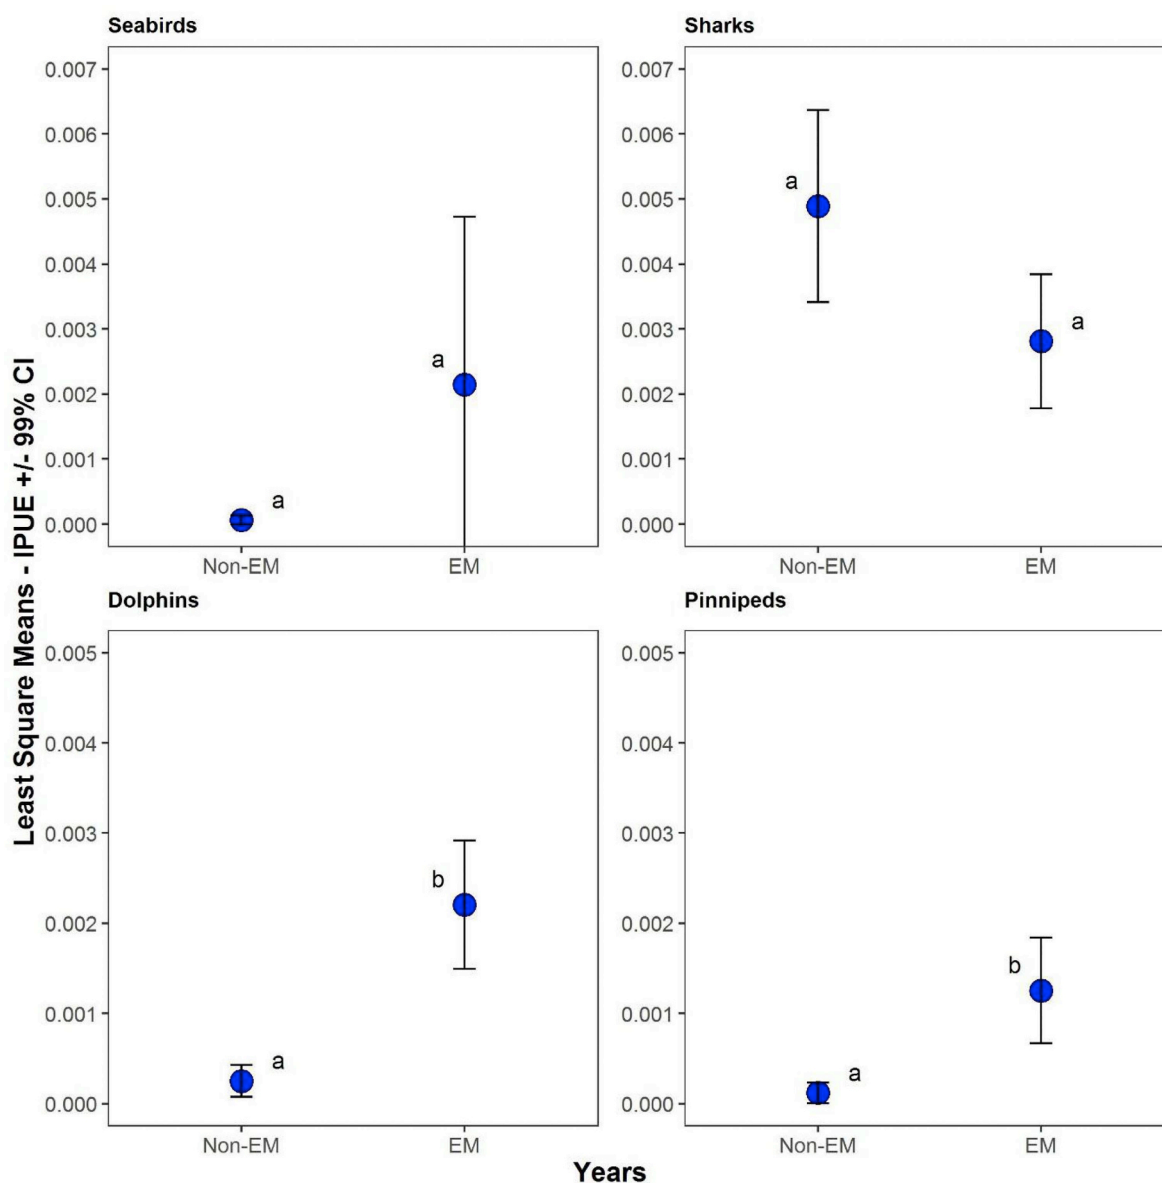 Seabirds
0.007
0.006
0.005
0.004
0.003
0.002
0.001
0.000
a
a
Non-EM
EM
Sharks
0.007
0.006
0.005
0.004
0.003
0.002
0.001
0.000
a
a
Non-EM
EM
Least Square Means - IPUE +/- 99% CI
Dolphins
0.005
0.004
0.003
0.002
0.001
0.000
a
b
Non-EM
EM
Pinnipeds
0.005
0.004
0.003
0.002
0.001
0.000
a
b
Non-EM
EM
Years